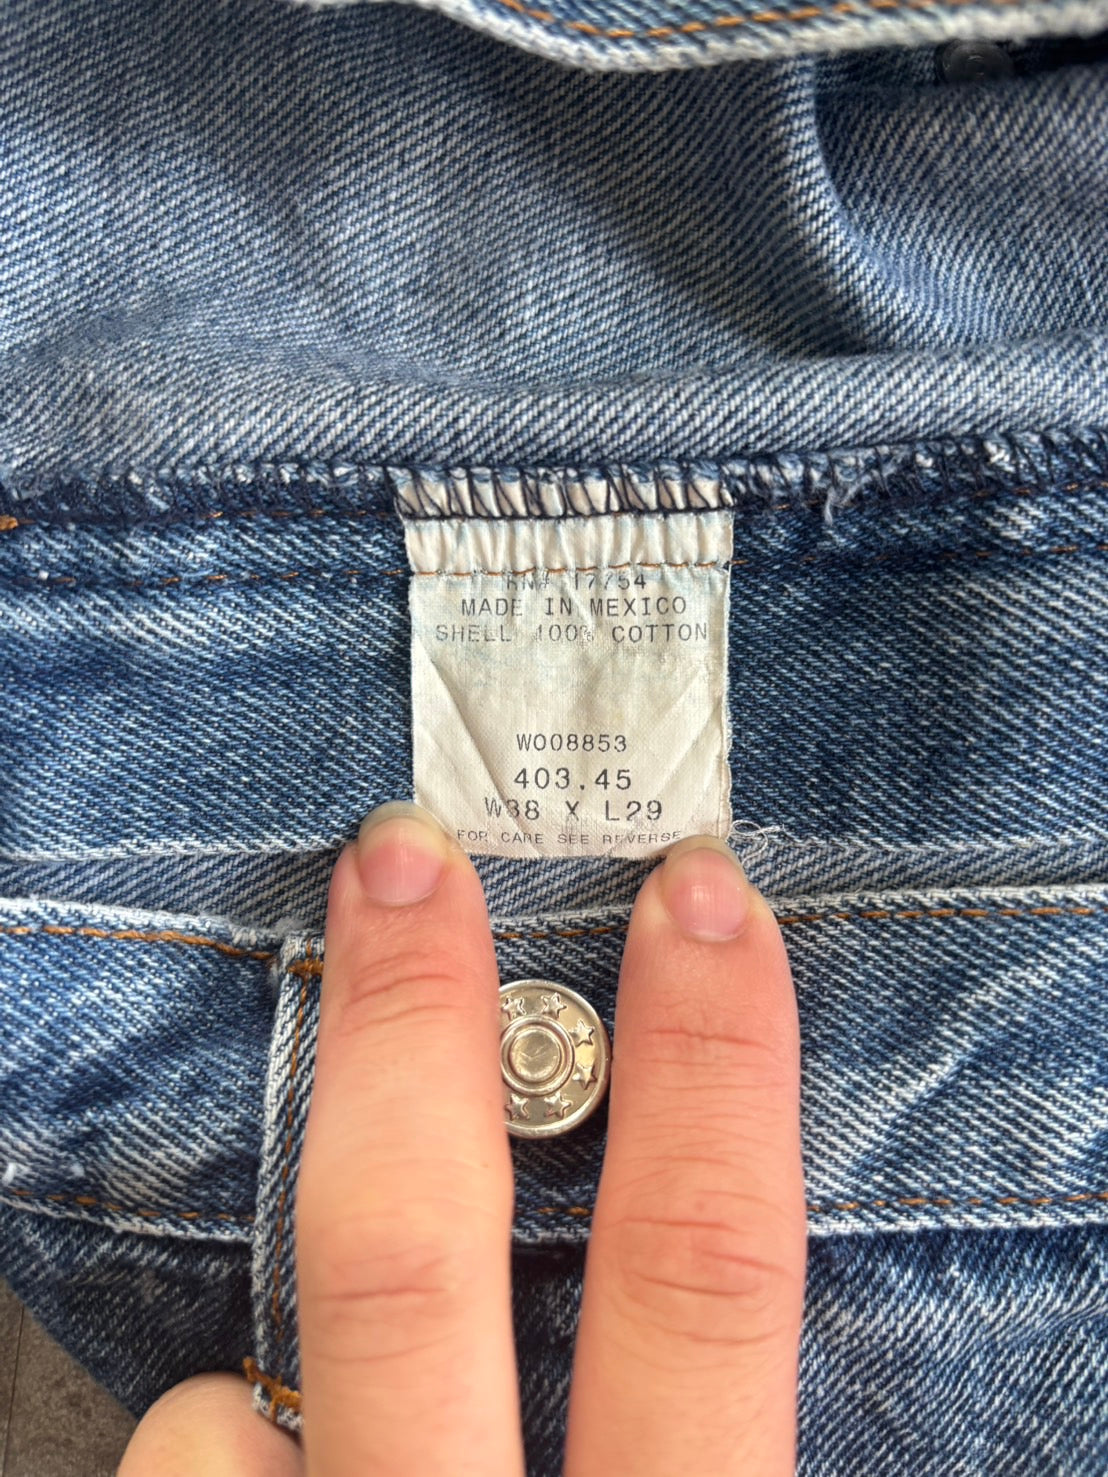 RN# 17754
MADE IN MEXICO
SHELL 100% COTTON
W008853
403.45
W38 X L29
FOR CARE SEE REVERSE